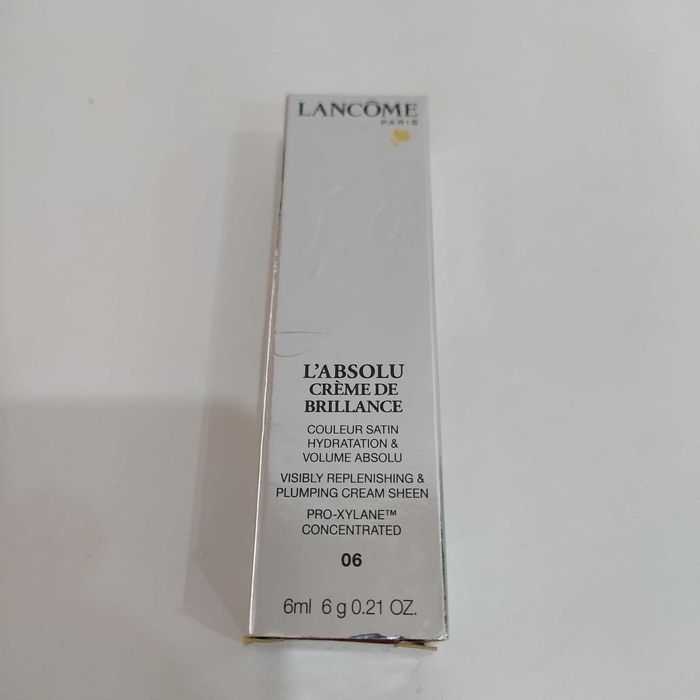 LANCÔME
PARIS
L'ABSOLU
CRÈME DE
BRILLANCE
COULEUR SATIN
HYDRATATION &
VOLUME ABSOLU
VISIBLY REPLENISHING &
PLUMPING CREAM SHEEN
PRO-XYLANE™
CONCENTRATED
06
6ml 6 g 0.21 OZ.